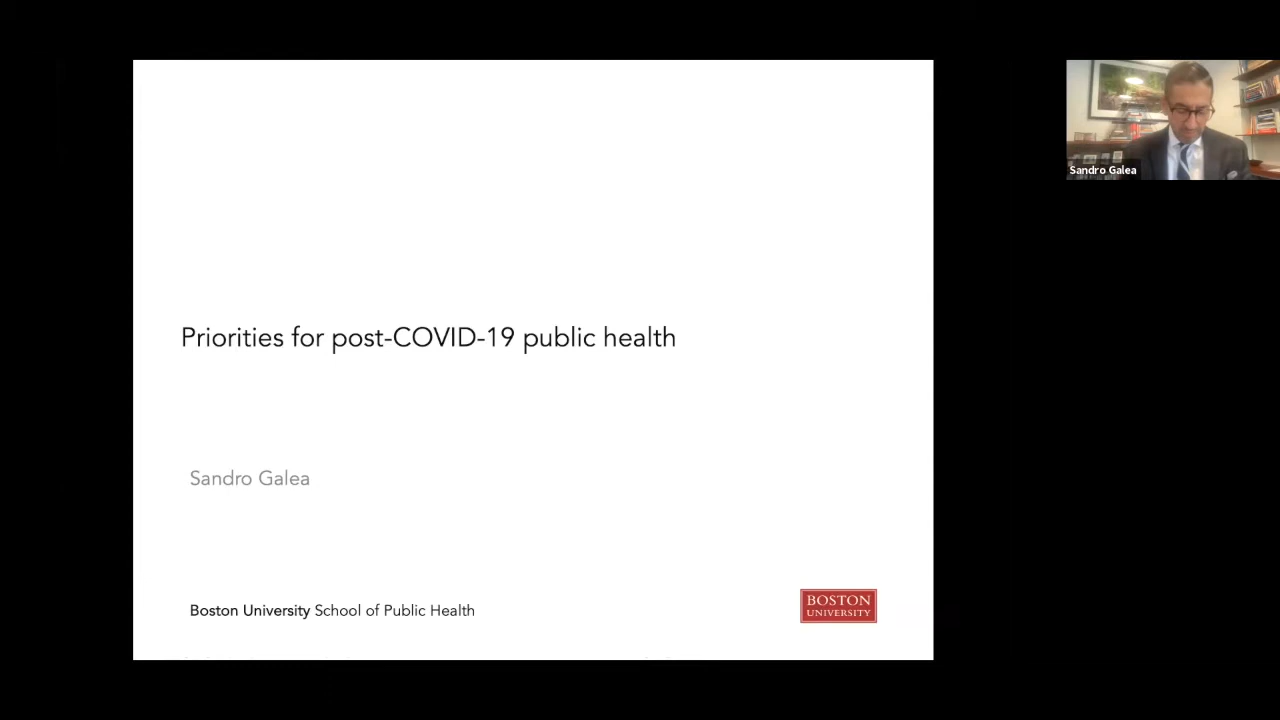 Priorities for post-COVID-19 public health
Sandro Galea
Sandro Galea
Boston University School of Public Health
BOSTON
UNIVERSITY